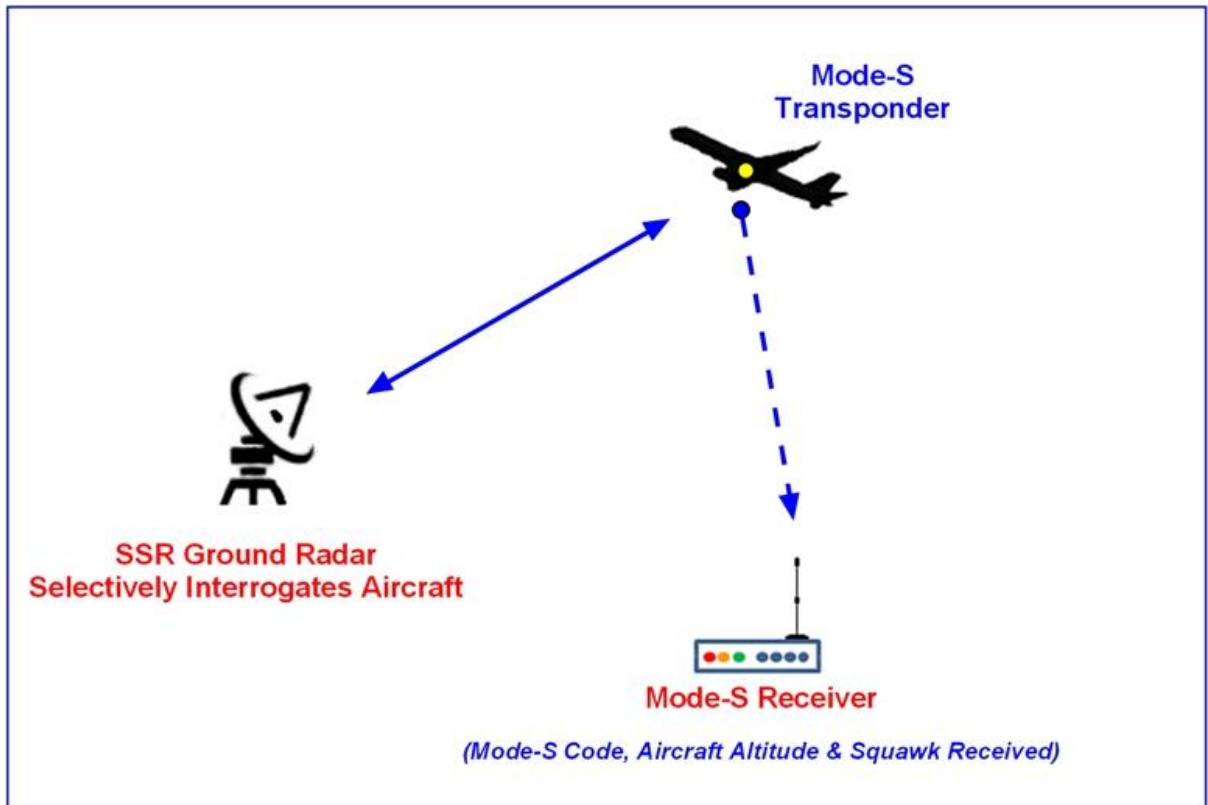 Mode-S
Transponder
SSR Ground Radar
Selectively Interrogates Aircraft
Mode-S Receiver
(Mode-S Code, Aircraft Altitude & Squawk Received)